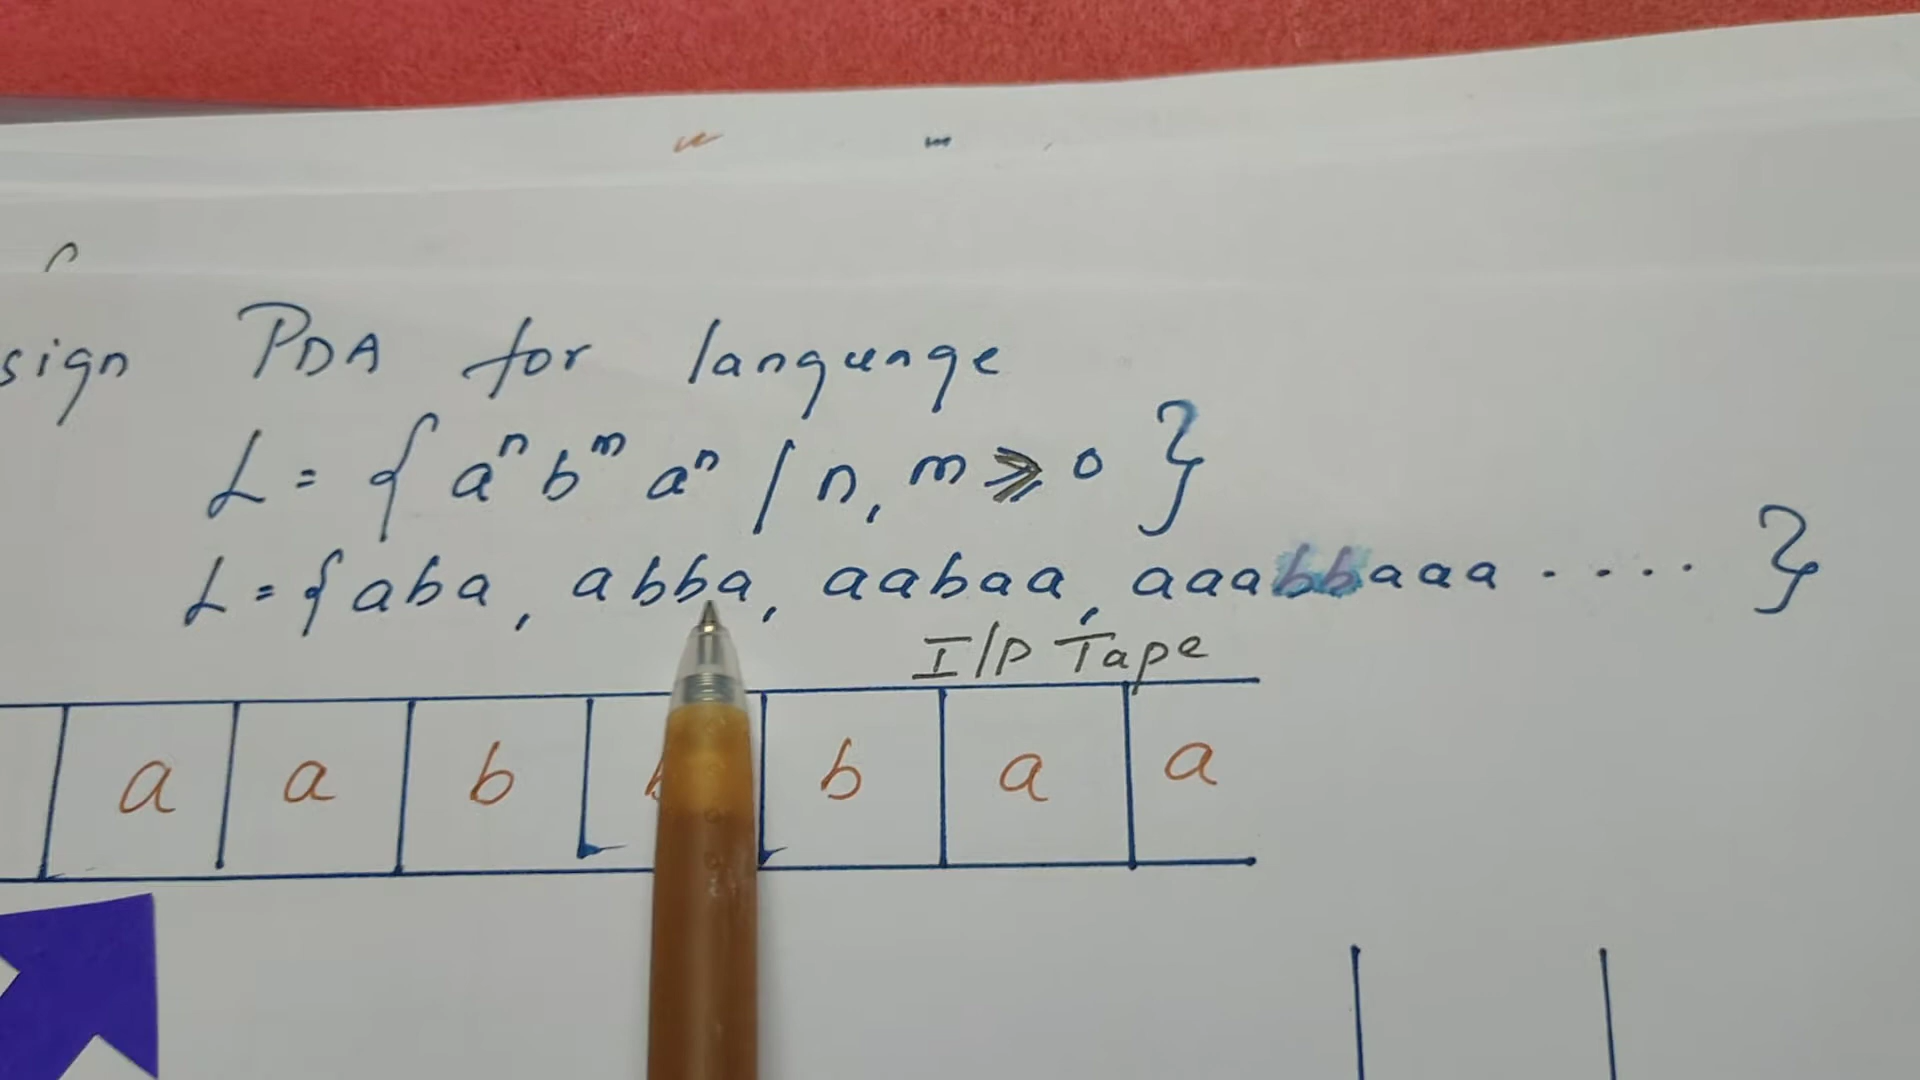 sign PDA for language
L = { aⁿ bᵐ aⁿ / n, m ⩾ 0 }
L = { aba, abba, aabaa, aaabbaaa ..... }
I/P Tape
a a b b a a